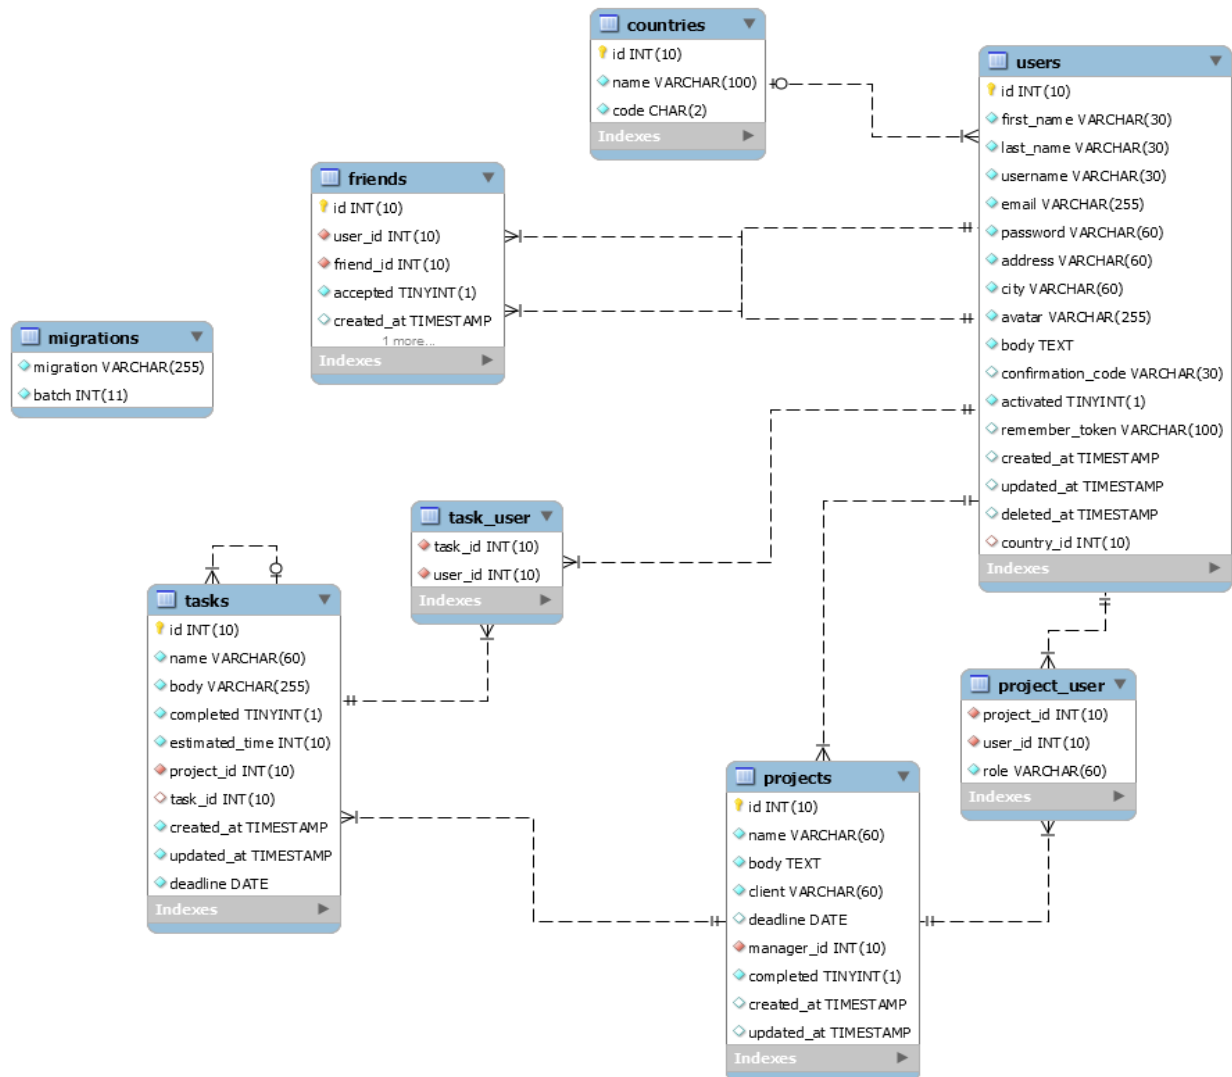 countries
id INT(10)
name VARCHAR(100)
code CHAR(2)
Indexes
users
id INT(10)
first_name VARCHAR(30)
last_name VARCHAR(30)
username VARCHAR(30)
email VARCHAR(255)
password VARCHAR(60)
address VARCHAR(60)
city VARCHAR(60)
avatar VARCHAR(255)
body TEXT
confirmation_code VARCHAR(30)
activated TINYINT(1)
remember_token VARCHAR(100)
created_at TIMESTAMP
updated_at TIMESTAMP
deleted_at TIMESTAMP
country_id INT(10)
Indexes
friends
id INT(10)
user_id INT(10)
friend_id INT(10)
accepted TINYINT(1)
created_at TIMESTAMP
1 more...
Indexes
migrations
migration VARCHAR(255)
batch INT(11)
task_user
task_id INT(10)
user_id INT(10)
Indexes
tasks
id INT(10)
name VARCHAR(60)
body VARCHAR(255)
completed TINYINT(1)
estimated_time INT(10)
project_id INT(10)
task_id INT(10)
created_at TIMESTAMP
updated_at TIMESTAMP
deadline DATE
Indexes
project_user
project_id INT(10)
user_id INT(10)
role VARCHAR(60)
Indexes
projects
id INT(10)
name VARCHAR(60)
body TEXT
client VARCHAR(60)
deadline DATE
manager_id INT(10)
completed TINYINT(1)
created_at TIMESTAMP
updated_at TIMESTAMP
Indexes